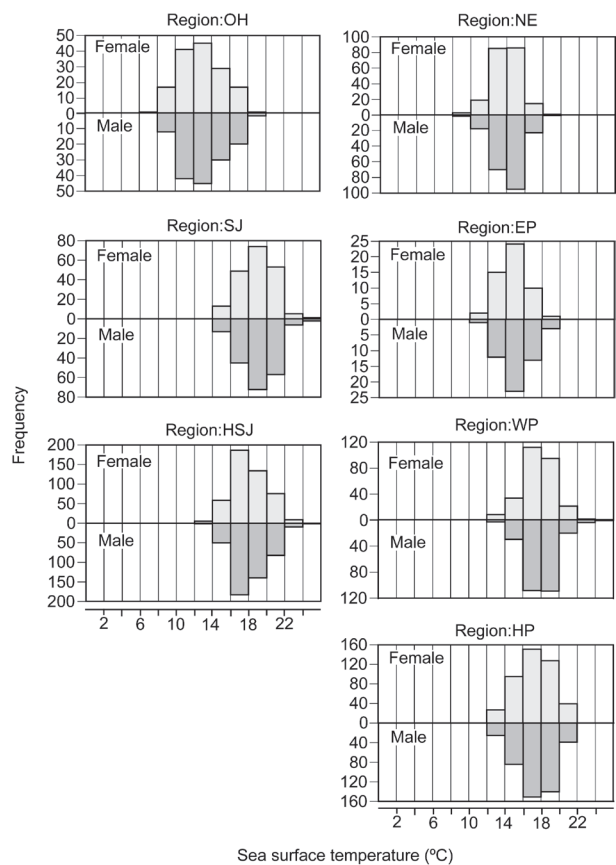 Region:OH
50
40
30
20
10
0
10
20
30
40
50
Female
Male
Region:NE
100
80
60
40
20
0
20
40
60
80
100
Female
Male
Region:SJ
80
60
40
20
0
20
40
60
80
Female
Male
Region:EP
25
20
15
10
5
0
5
10
15
20
25
Female
Male
Region:HSJ
200
150
100
50
0
50
100
150
200
Female
Male
2 6 10 14 18 22
Region:WP
120
80
40
0
40
80
120
Female
Male
Region:HP
160
120
80
40
0
40
80
120
160
Female
Male
2 6 10 14 18 22
Frequency
Sea surface temperature (ºC)